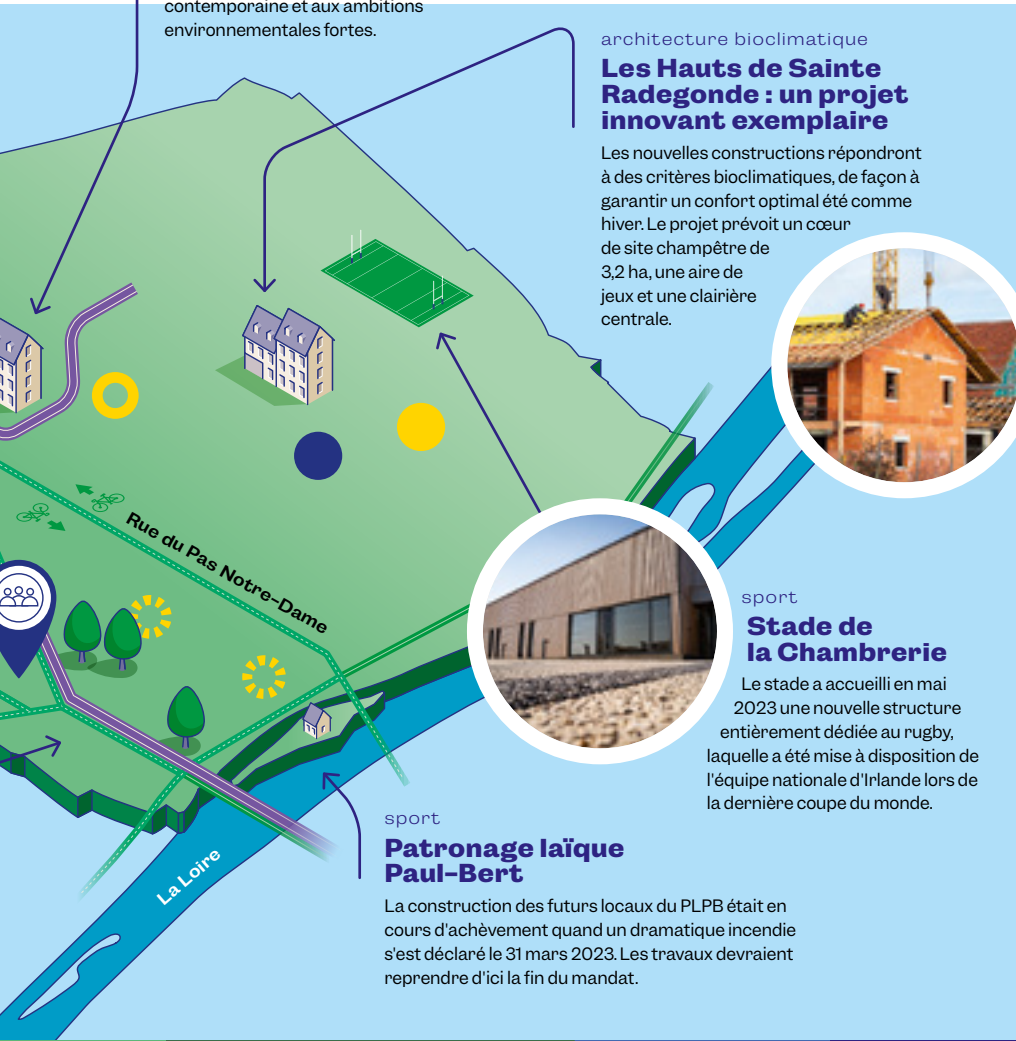 contemporaine et aux ambitions
environnementales fortes.
architecture bioclimatique
Les Hauts de Sainte
Radegonde : un projet
innovant exemplaire
Les nouvelles constructions répondront
à des critères bioclimatiques, de façon à
garantir un confort optimal été comme
hiver. Le projet prévoit un cœur
de site champêtre de
3,2 ha, une aire de
jeux et une clairière
centrale.
Rue du Pas Notre-Dame
sport
Stade de
la Chambrerie
Le stade a accueilli en mai
2023 une nouvelle structure
entièrement dédiée au rugby,
laquelle a été mise à disposition de
l'équipe nationale d'Irlande lors de
la dernière coupe du monde.
sport
Patronage laïque
Paul-Bert
La construction des futurs locaux du PLPB était en
cours d'achèvement quand un dramatique incendie
s'est déclaré le 31 mars 2023. Les travaux devraient
reprendre d'ici la fin du mandat.
La Loire